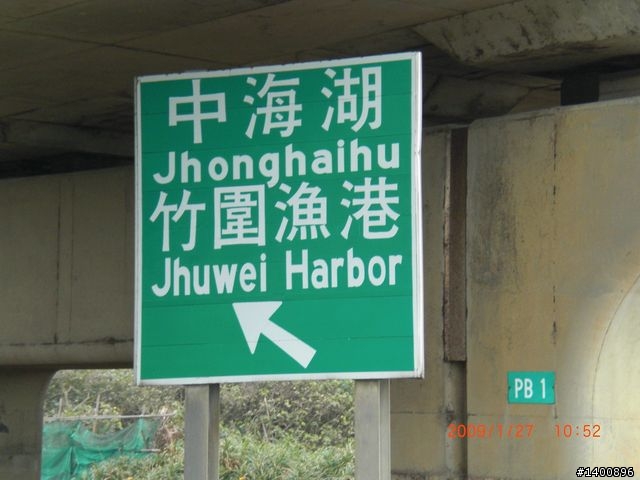 中海湖
Jhonghaihu
竹圍漁港
Jhuwei Harbor
PB 1
2009/1/27 10:52
#1400896